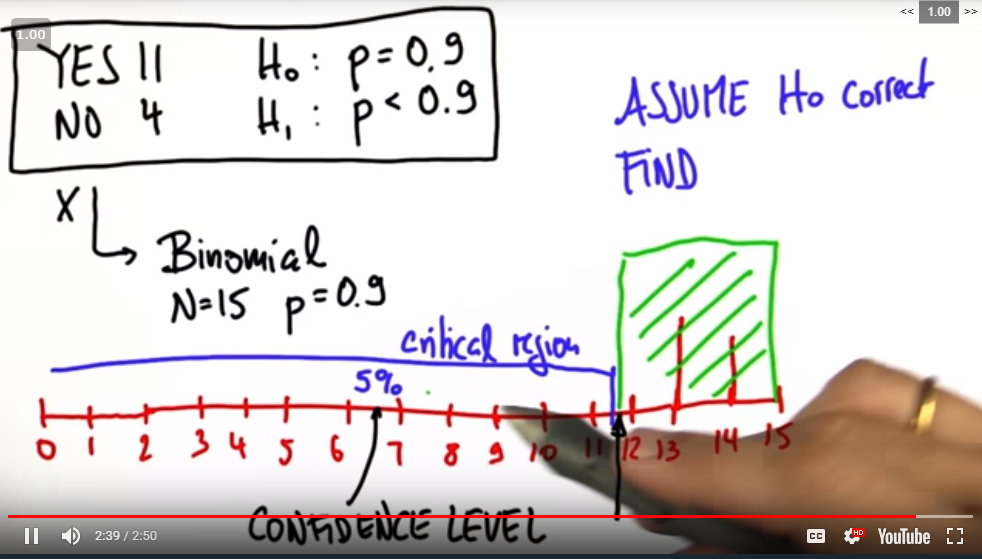 << 1.00 >>
1.00
YES 11 H₀ : p = 0.9
NO 4 H₁ : p < 0.9
ASSUME H₀ correct
FIND
X
Binomial
N=15 p=0.9
critical region
5%
0 1 2 3 4 5 6 7 8 9 10 11 12 13 14 15
CONFIDENCE LEVEL
2:39 / 2:50 CC HD YouTube